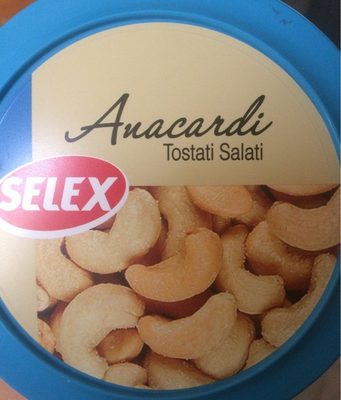 Anacardi
Tostati Salati
SELEX